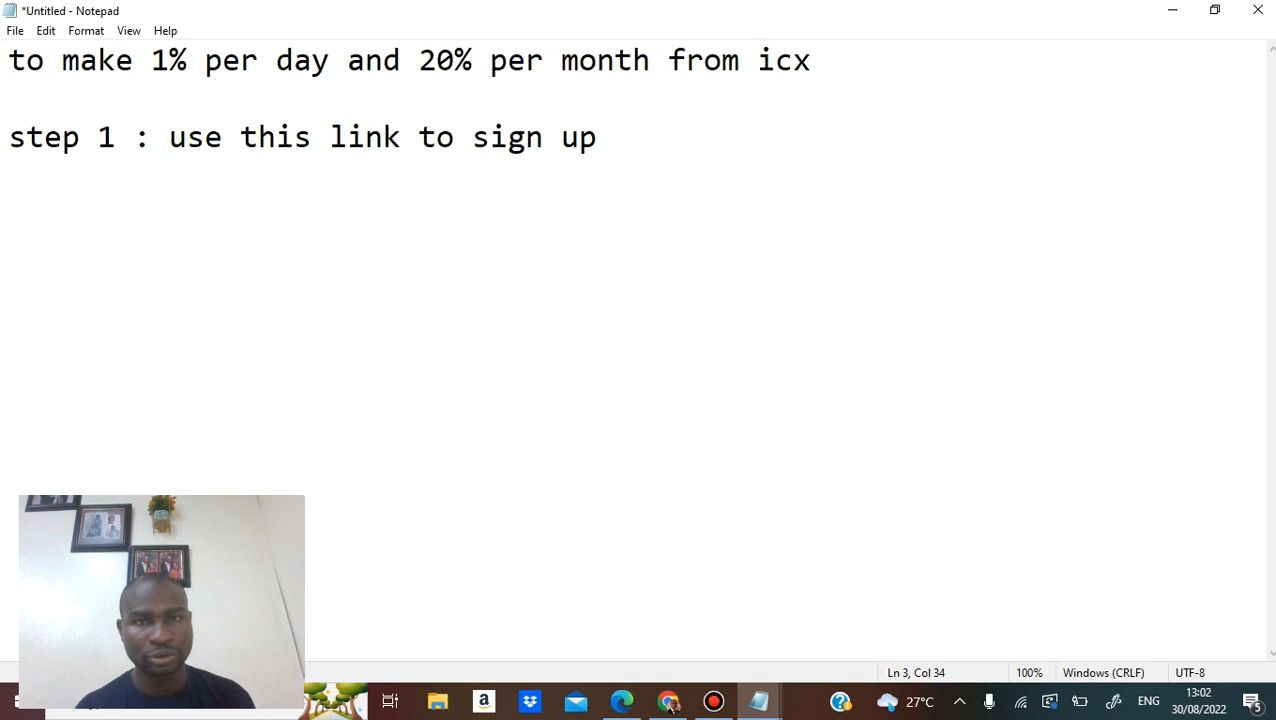 *Untitled - Notepad
File Edit Format View Help
to make 1% per day and 20% per month from icx
step 1 : use this link to sign up
Ln 3, Col 34 100% Windows (CRLF) UTF-8
27°C ENG 13:02
30/08/2022 5